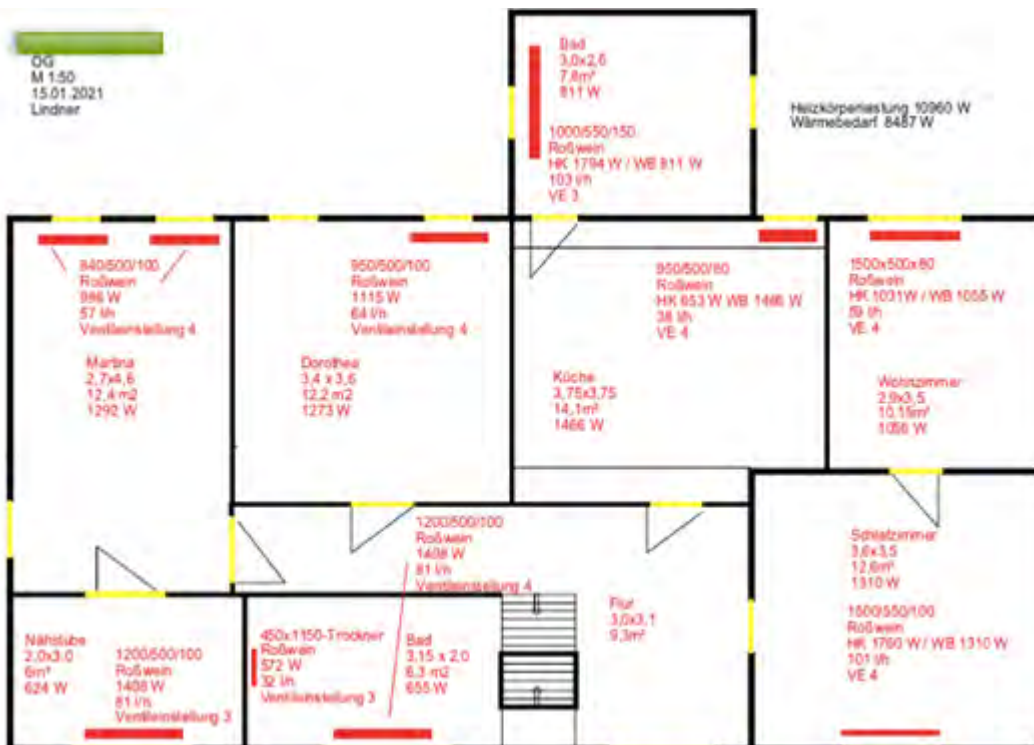 OG
M 1:50
15.01.2021
Lindner
Bad
3,0x2,6
7,8m²
811 W
1000/550/150
Roßwein
HK 1794 W / WB 811 W
103 l/h
VE 3
Heizkörperleistung 10960 W
Wärmebedarf 8487 W
840/500/100
Roßwein
986 W
57 l/h
Ventileinstellung 4
Martina
2,7x4,6
12,4 m2
1292 W
950/500/100
Roßwein
1115 W
64 l/h
Ventileinstellung 4
Dorothea
3,4 x 3,6
12,2 m2
1273 W
950/500/80
Roßwein
HK 653 W WB 1466 W
38 l/h
VE 4
Küche
3,75x3,75
14,1m²
1466 W
1500x500x80
Roßwein
HK 1031W / WB 1055 W
59 l/h
VE 4
Wohnzimmer
2,9x3,5
10,15m²
1056 W
1200/500/100
Roßwein
1408 W
81 l/h
Ventileinstellung 4
Schlafzimmer
3,6x3,5
12,6m²
1310 W
1600/550/100
Roßwein
HK 1760 W / WB 1310 W
101 l/h
VE 4
Flur
3,0x3,1
9,3m²
Nähstube
2,0x3,0
6m²
624 W
1200/500/100
Roßwein
1408 W
81 l/h
Ventileinstellung 3
450x1150-Trockner
Roßwein
572 W
32 l/h
Ventileinstellung 3
Bad
3,15 x 2,0
6,3 m2
655 W